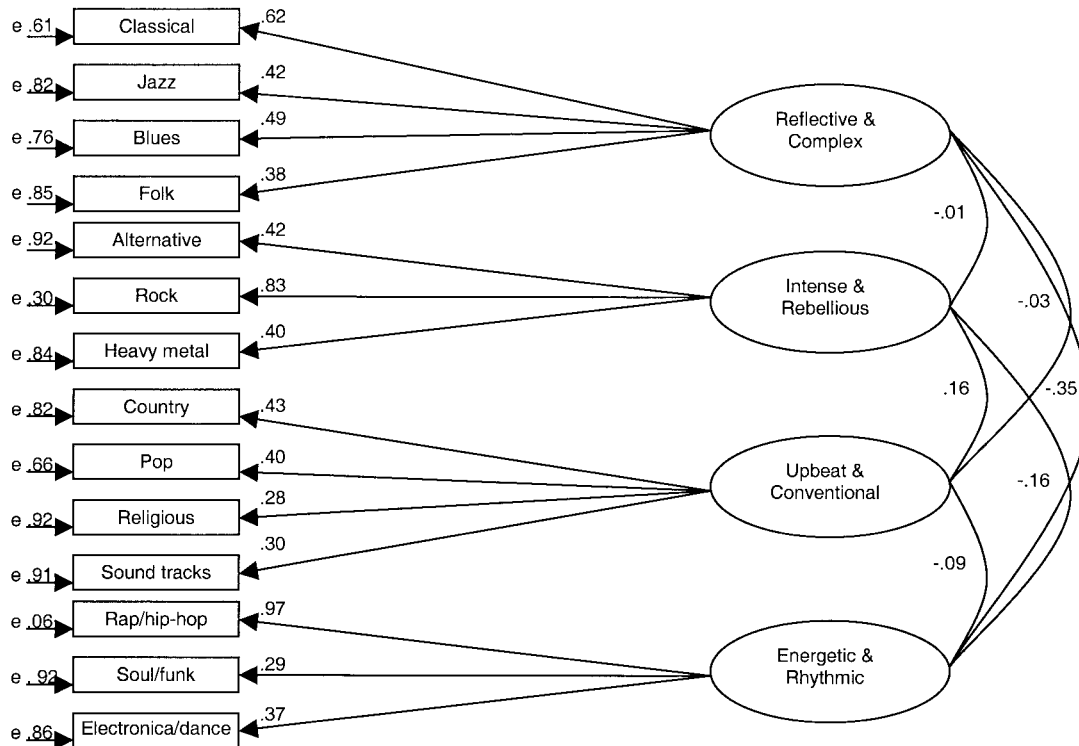 e .61 Classical .62
e .82 Jazz .42
e .76 Blues .49
e .85 Folk .38
Reflective &
Complex
e .92 Alternative .42
e .30 Rock .83
e .84 Heavy metal .40
Intense &
Rebellious
e .82 Country .43
e .66 Pop .40
e .92 Religious .28
e .91 Sound tracks .30
Upbeat &
Conventional
e .06 Rap/hip-hop .97
e .92 Soul/funk .29
e .86 Electronica/dance .37
Energetic &
Rhythmic
-.01
-.03
.16
-.35
-.16
-.09